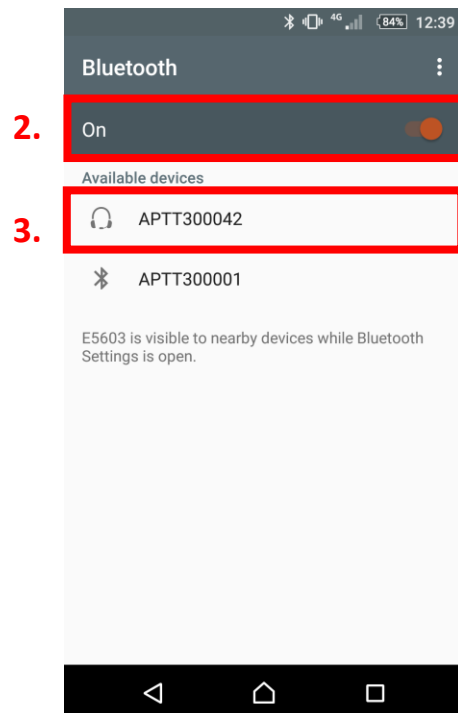 4G 84% 12:39
Bluetooth
2. On
Available devices
3. APTT300042
APTT300001
E5603 is visible to nearby devices while Bluetooth
Settings is open.